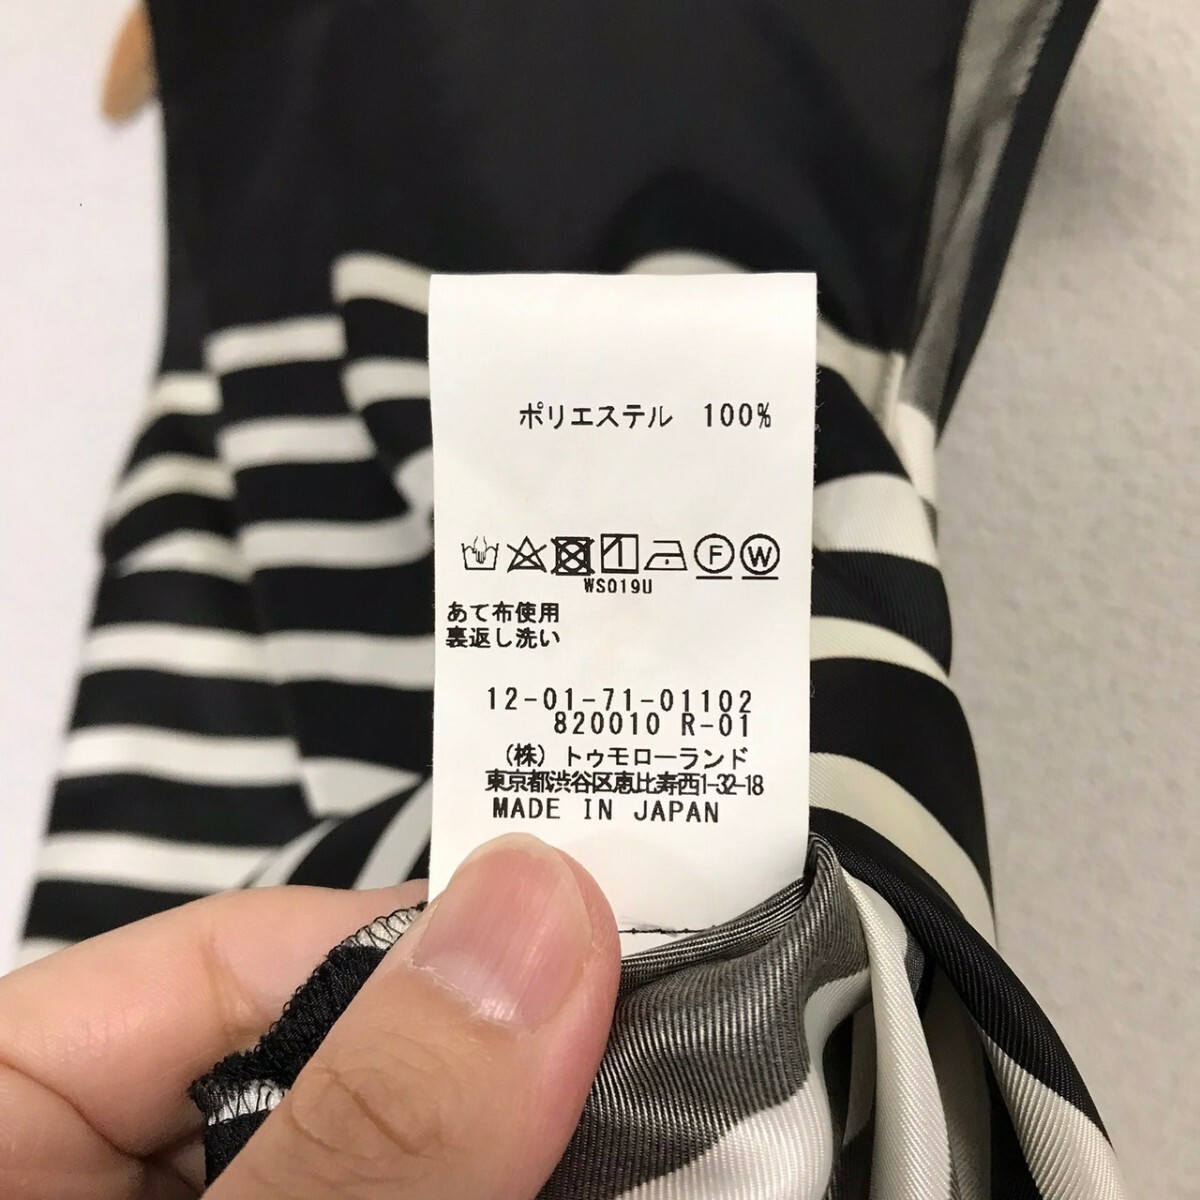 ポリエステル 100%
F W
WS019U
あて布使用
裏返し洗い
12-01-71-01102
820010 R-01
(株) トゥモローランド
東京都渋谷区恵比寿西1-32-18
MADE IN JAPAN